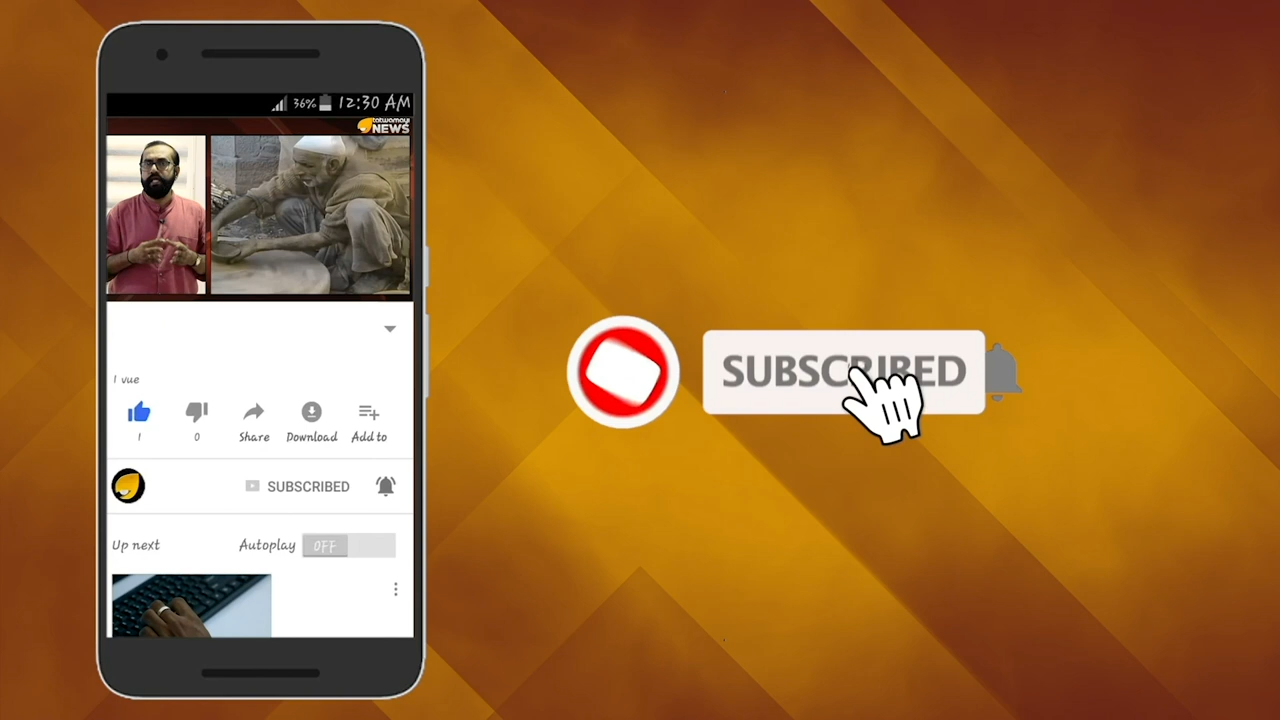 36% 12:30 AM
tatwamayi
NEWS
1 vue
1
0
Share
Download
Add to
SUBSCRIBED
Up next
Autoplay
OFF
SUBSCRIBED